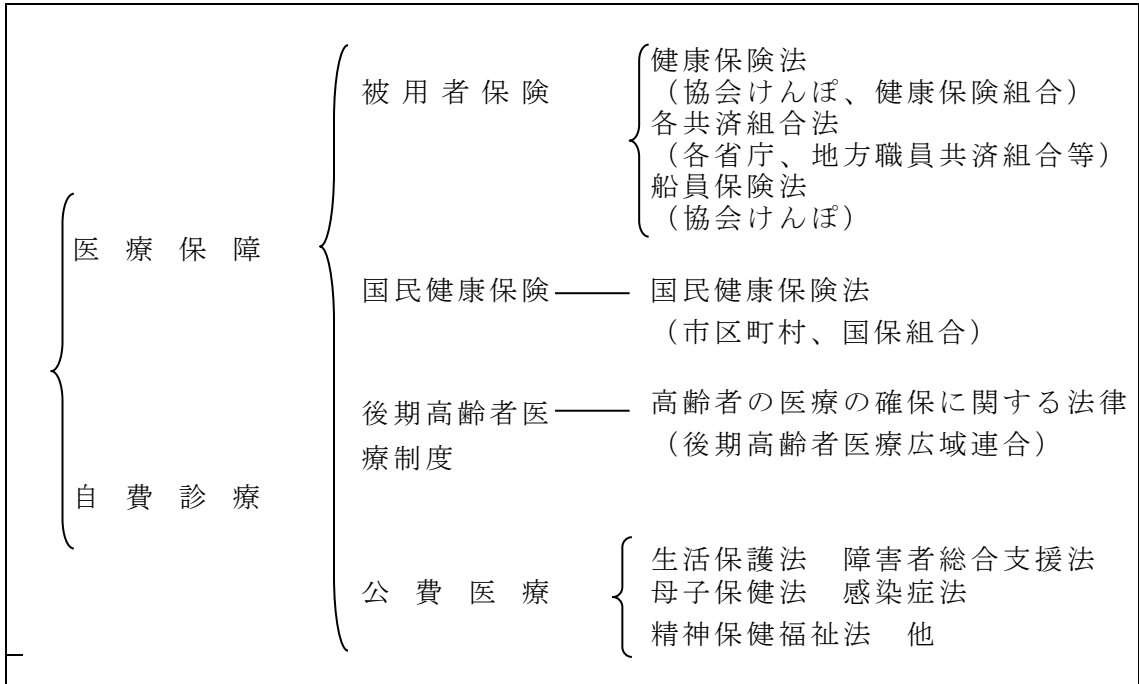 被用者保険
健康保険法
（協会けんぽ、健康保険組合）
各共済組合法
（各省庁、地方職員共済組合等）
船員保険法
（協会けんぽ）
医療保障
国民健康保険
国民健康保険法
（市区町村、国保組合）
後期高齢者医
療制度
高齢者の医療の確保に関する法律
（後期高齢者医療広域連合）
自費診療
公費医療
生活保護法　障害者総合支援法
母子保健法　感染症法
精神保健福祉法　他